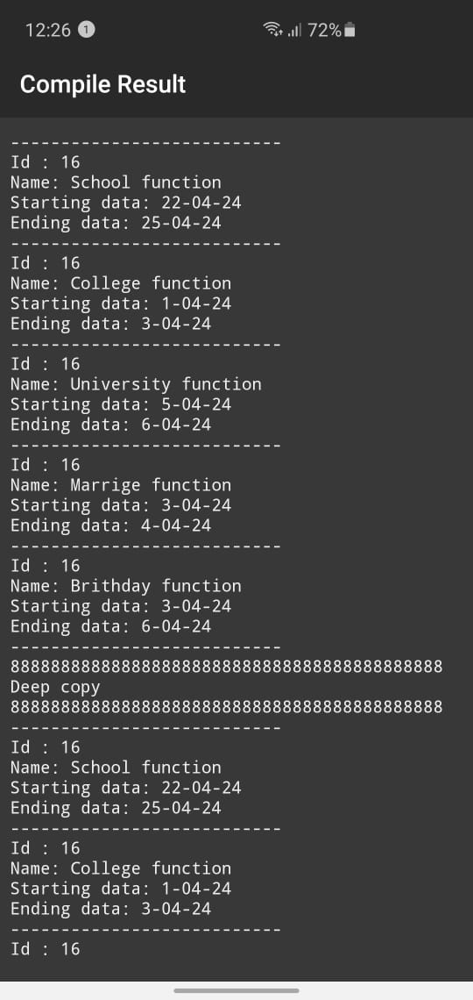 12:26 1 72%
Compile Result
---------------------------
Id : 16
Name: School function
Starting data: 22-04-24
Ending data: 25-04-24
---------------------------
Id : 16
Name: College function
Starting data: 1-04-24
Ending data: 3-04-24
---------------------------
Id : 16
Name: University function
Starting data: 5-04-24
Ending data: 6-04-24
---------------------------
Id : 16
Name: Marrige function
Starting data: 3-04-24
Ending data: 4-04-24
---------------------------
Id : 16
Name: Brithday function
Starting data: 3-04-24
Ending data: 6-04-24
---------------------------
8888888888888888888888888888888888888888888
Deep copy
8888888888888888888888888888888888888888888
---------------------------
Id : 16
Name: School function
Starting data: 22-04-24
Ending data: 25-04-24
---------------------------
Id : 16
Name: College function
Starting data: 1-04-24
Ending data: 3-04-24
---------------------------
Id : 16